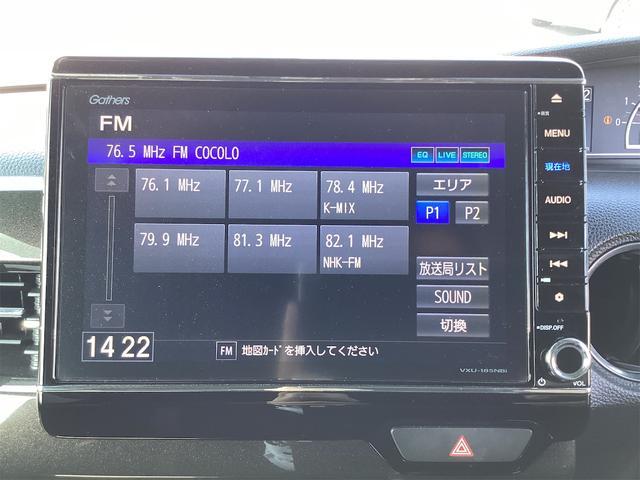 Gathers
FM
76.5 MHz FM COCOLO
EQ LIVE STEREO
76.1 MHz
77.1 MHz
78.4 MHz
K-MIX
エリア
P1 P2
79.9 MHz
81.3 MHz
82.1 MHz
NHK-FM
放送局リスト
SOUND
切換
14:22
FM 地図ｶｰﾄﾞを挿入してください
VXU-185NBi
MENU
現在地
AUDIO
DISP.OFF
VOL